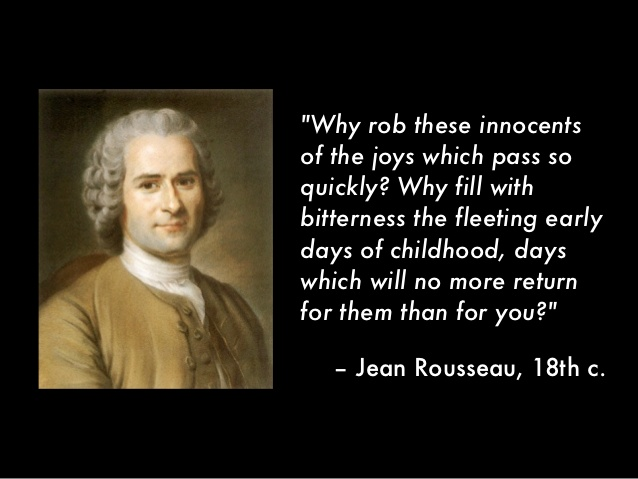 "Why rob these innocents
of the joys which pass so
quickly? Why fill with
bitterness the fleeting early
days of childhood, days
which will no more return
for them than for you?"
– Jean Rousseau, 18th c.